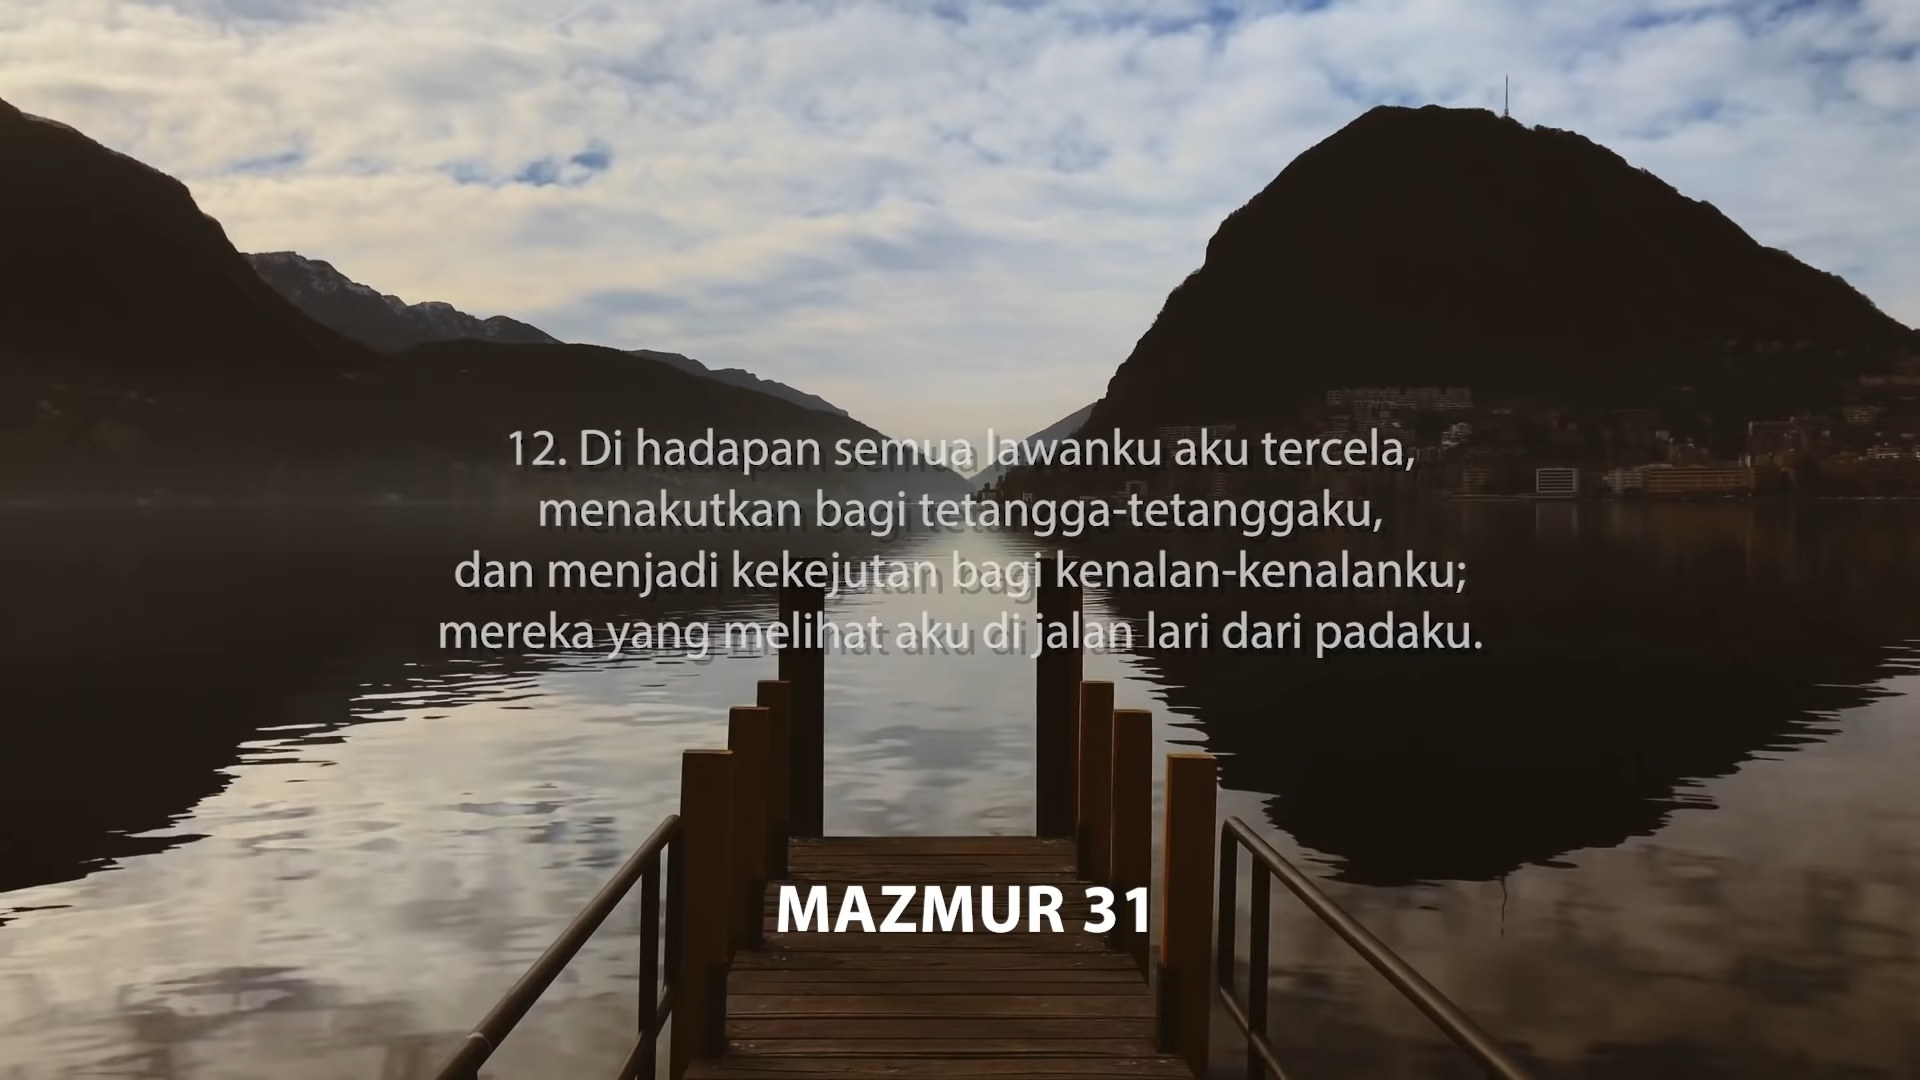 12. Di hadapan semua lawanku aku tercela,
menakutkan bagi tetangga-tetanggaku,
dan menjadi kekejutan bagi kenalan-kenalanku;
mereka yang melihat aku di jalan lari dari padaku.
MAZMUR 31